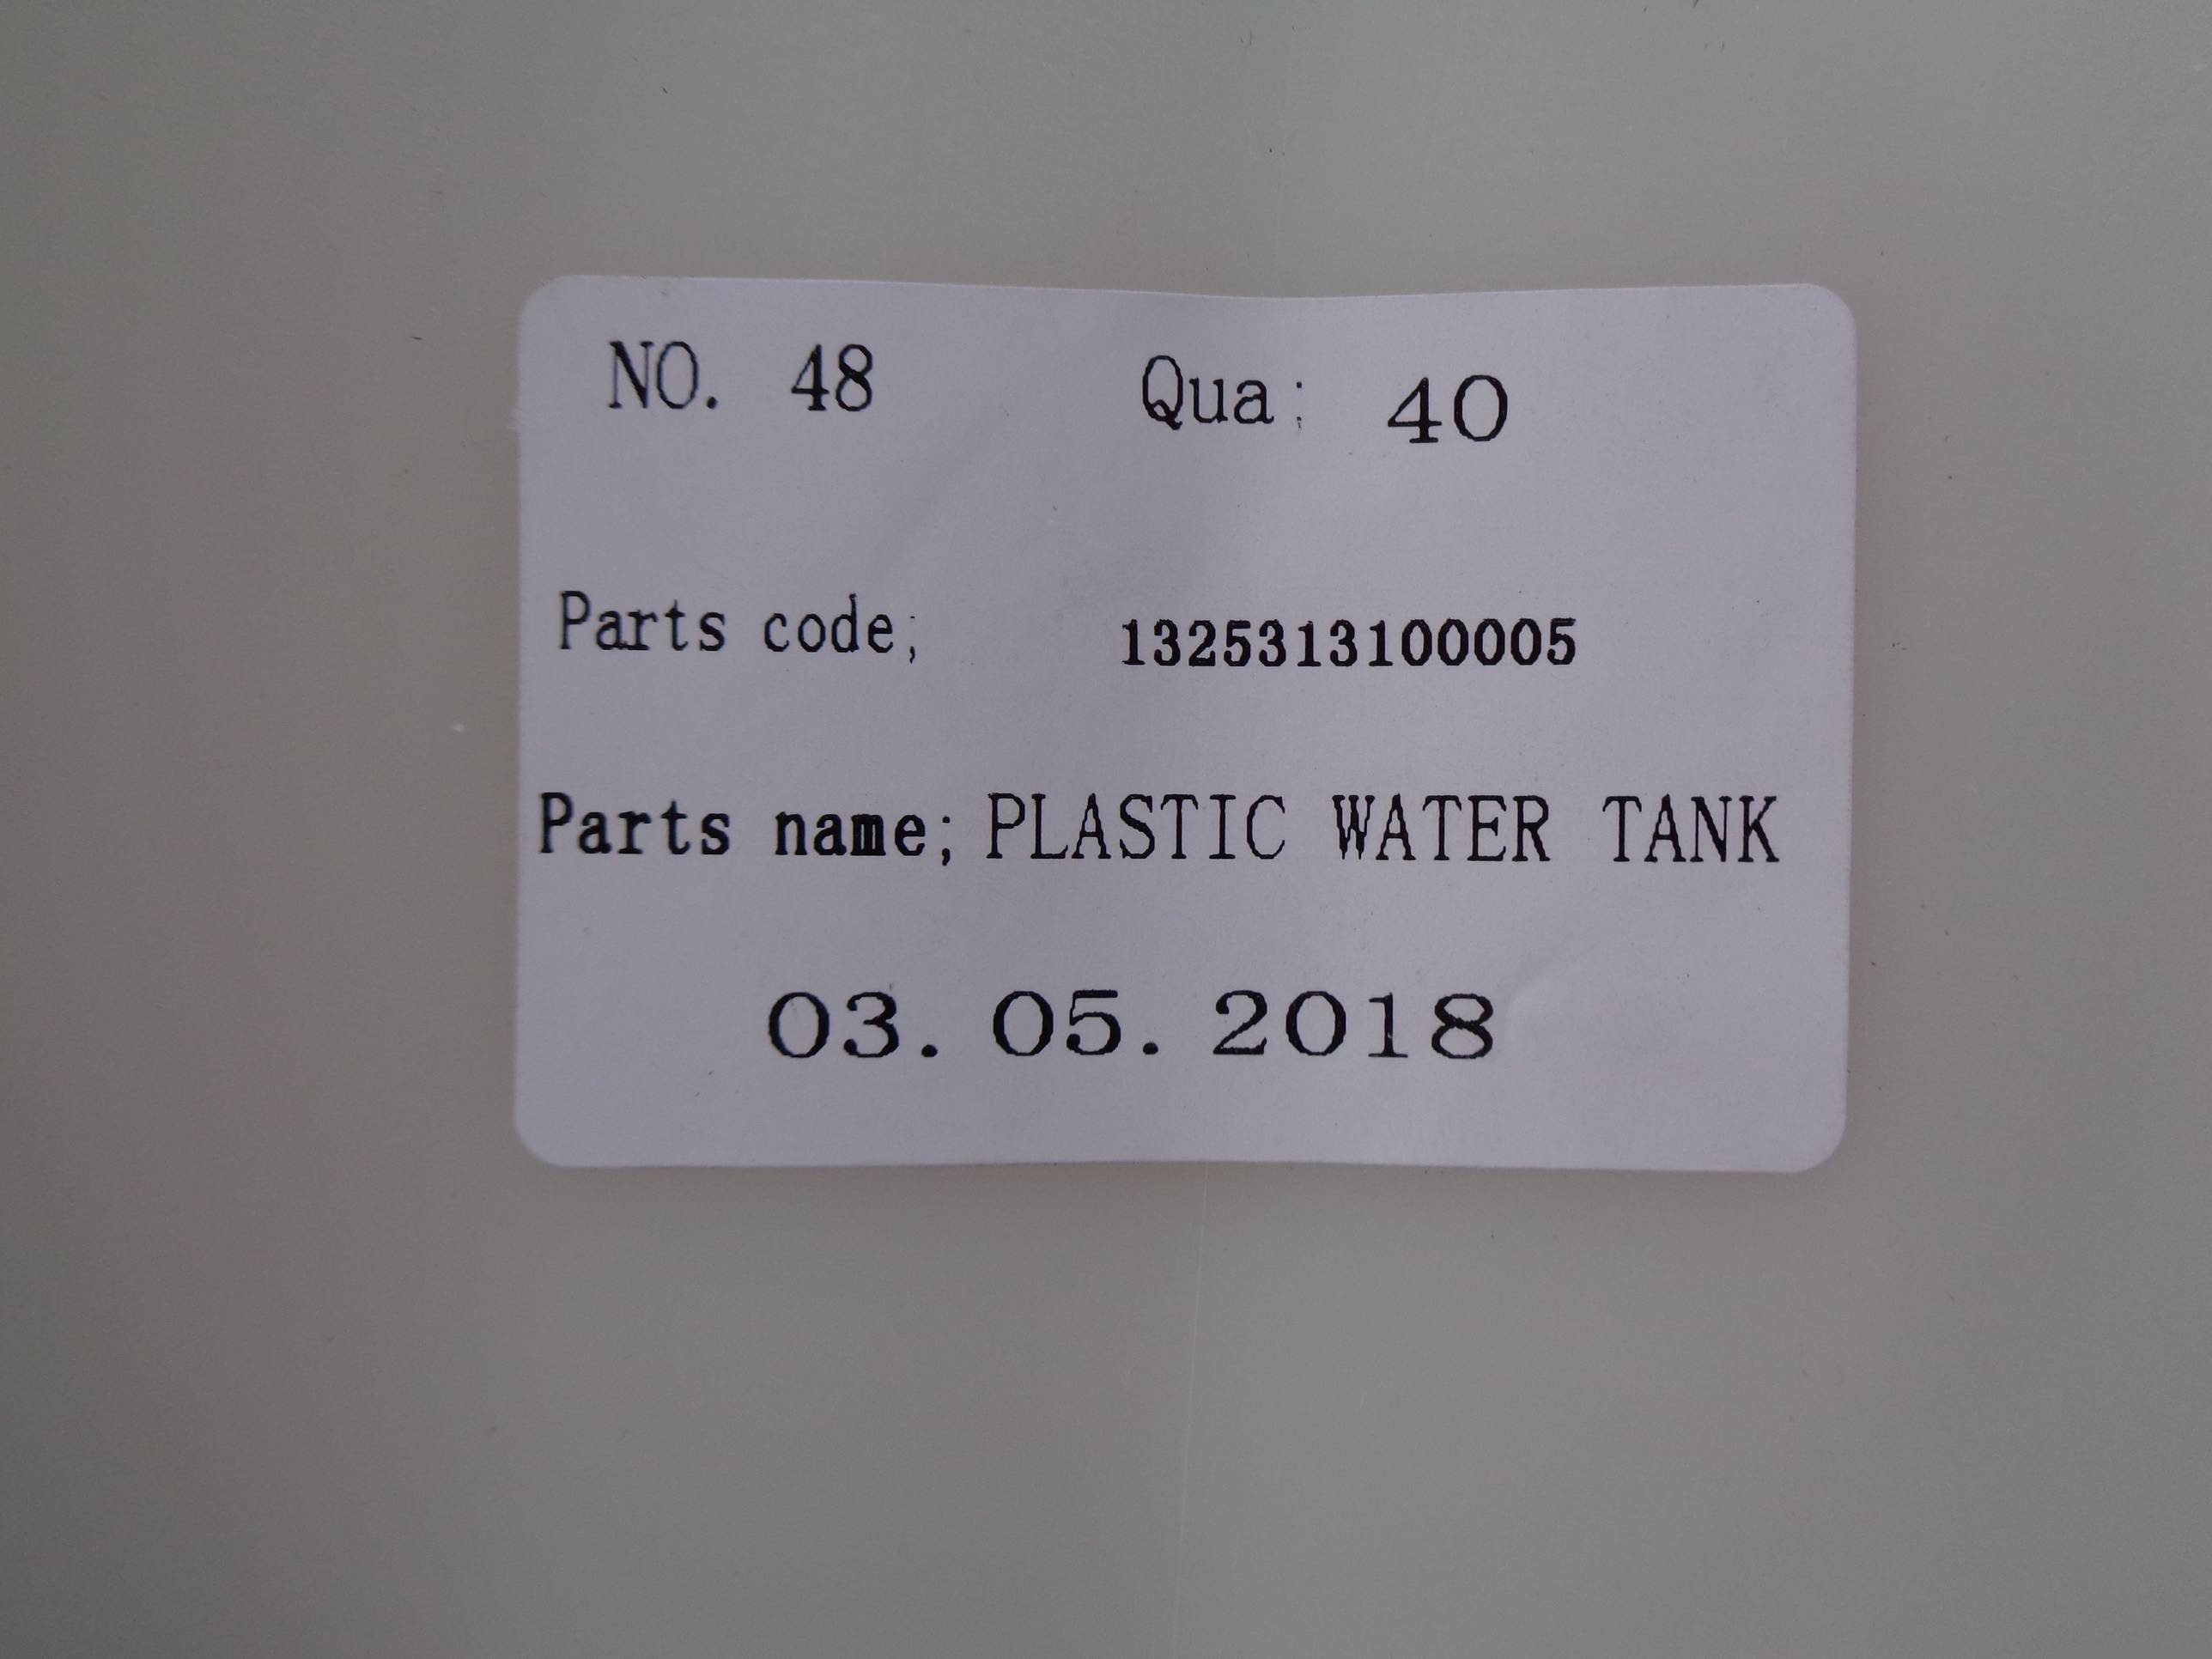 NO. 48 Qua; 40
Parts code; 1325313100005
Parts name; PLASTIC WATER TANK
03. 05. 2018